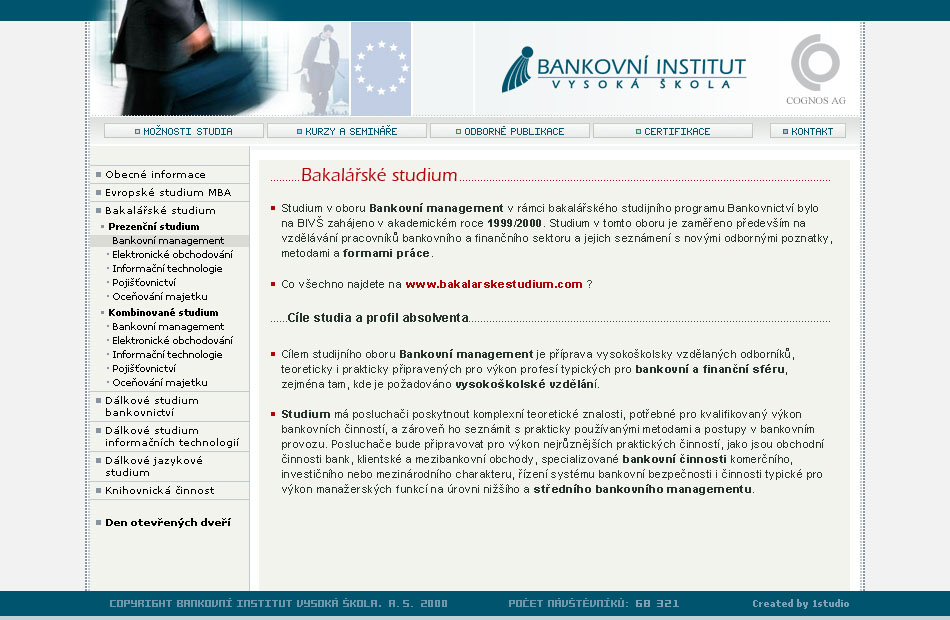 BANKOVNÍ INSTITUT
VYSOKÁ ŠKOLA
COGNOS AG
MOŽNOSTI STUDIA
KURZY A SEMINÁŘE
ODBORNÉ PUBLIKACE
CERTIFIKACE
KONTAKT
Obecné informace
Evropské studium MBA
Bakalářské studium
Prezenční studium
Bankovní management
Elektronické obchodování
Informační technologie
Pojišťovnictví
Oceňování majetku
Kombinované studium
Bankovní management
Elektronické obchodování
Informační technologie
Pojišťovnictví
Oceňování majetku
Dálkové studium
bankovnictví
Dálkové studium
informačních technologií
Dálkové jazykové
studium
Knihovnická činnost
Den otevřených dveří
Bakalářské studium
Studium v oboru Bankovní management v rámci bakalářského studijního programu Bankovnictví bylo
na BIVŠ zahájeno v akademickém roce 1999/2000. Studium v tomto oboru je zaměřeno především na
vzdělávání pracovníků bankovního a finančního sektoru a jejich seznámení s novými odbornými poznatky,
metodami a formami práce.
Co všechno najdete na www.bakalarskestudium.com ?
Cíle studia a profil absolventa
Cílem studijního oboru Bankovní management je příprava vysokoškolsky vzdělaných odborníků,
teoreticky i prakticky připravených pro výkon profesí typických pro bankovní a finanční sféru,
zejména tam, kde je požadováno vysokoškolské vzdělání.
Studium má posluchači poskytnout komplexní teoretické znalosti, potřebné pro kvalifikovaný výkon
bankovních činností, a zároveň ho seznámit s prakticky používanými metodami a postupy v bankovním
provozu. Posluchače bude připravovat pro výkon nejrůznějších praktických činností, jako jsou obchodní
činnosti bank, klientské a mezibankovní obchody, specializované bankovní činnosti komerčního,
investičního nebo mezinárodního charakteru, řízení systému bankovní bezpečnosti i činnosti typické pro
výkon manažerských funkcí na úrovni nižšího a středního bankovního managementu.
COPYRIGHT BANKOVNÍ INSTITUT VYSOKÁ ŠKOLA, A.S. 2000
POČET NÁVŠTĚVNÍKŮ: 68 321
Created by 1studio